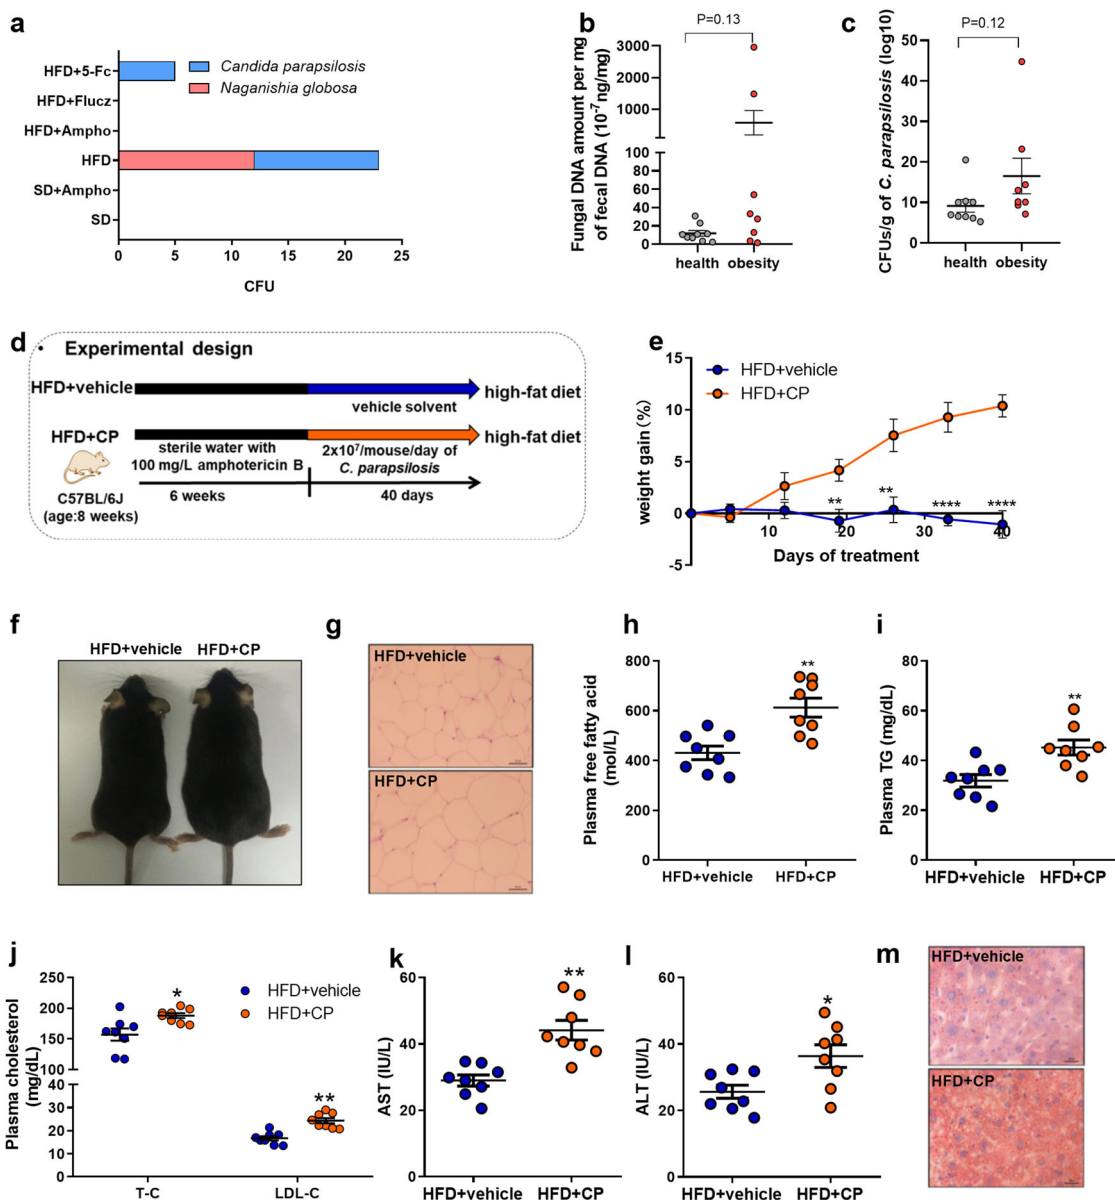 a
HFD+5-Fc
HFD+Flucz
HFD+Ampho
HFD
SD+Ampho
SD
Candida parapsilosis
Naganishia globosa
0 5 10 15 20 25
CFU
b
P=0.13
Fungal DNA amount per mg
of fecal DNA (10⁻⁷ng/mg)
3000
2000
1000
100
80
60
40
20
0
health obesity
c
P=0.12
CFUs/g of C. parapsilosis (log10)
50
40
30
20
10
0
health obesity
d
• Experimental design
HFD+vehicle
high-fat diet
vehicle solvent
HFD+CP
high-fat diet
sterile water with
100 mg/L amphotericin B
2x10⁷/mouse/day of
C. parapsilosis
C57BL/6J
(age:8 weeks)
6 weeks
40 days
e
HFD+vehicle
HFD+CP
weight gain (%)
15
10
5
0
-5
** ** **** ****
10 20 30 40
Days of treatment
f
HFD+vehicle HFD+CP
g
HFD+vehicle
HFD+CP
h
Plasma free fatty acid
(mol/L)
800
600
400
200
0
**
HFD+vehicle HFD+CP
i
Plasma TG (mg/dL)
80
60
40
20
0
**
HFD+vehicle HFD+CP
j
Plasma cholesterol
(mg/dL)
250
200
150
100
40
30
20
10
0
*
**
HFD+vehicle
HFD+CP
T-C LDL-C
k
AST (IU/L)
60
40
20
0
**
HFD+vehicle HFD+CP
l
ALT (IU/L)
60
40
20
0
*
HFD+vehicle HFD+CP
m
HFD+vehicle
HFD+CP